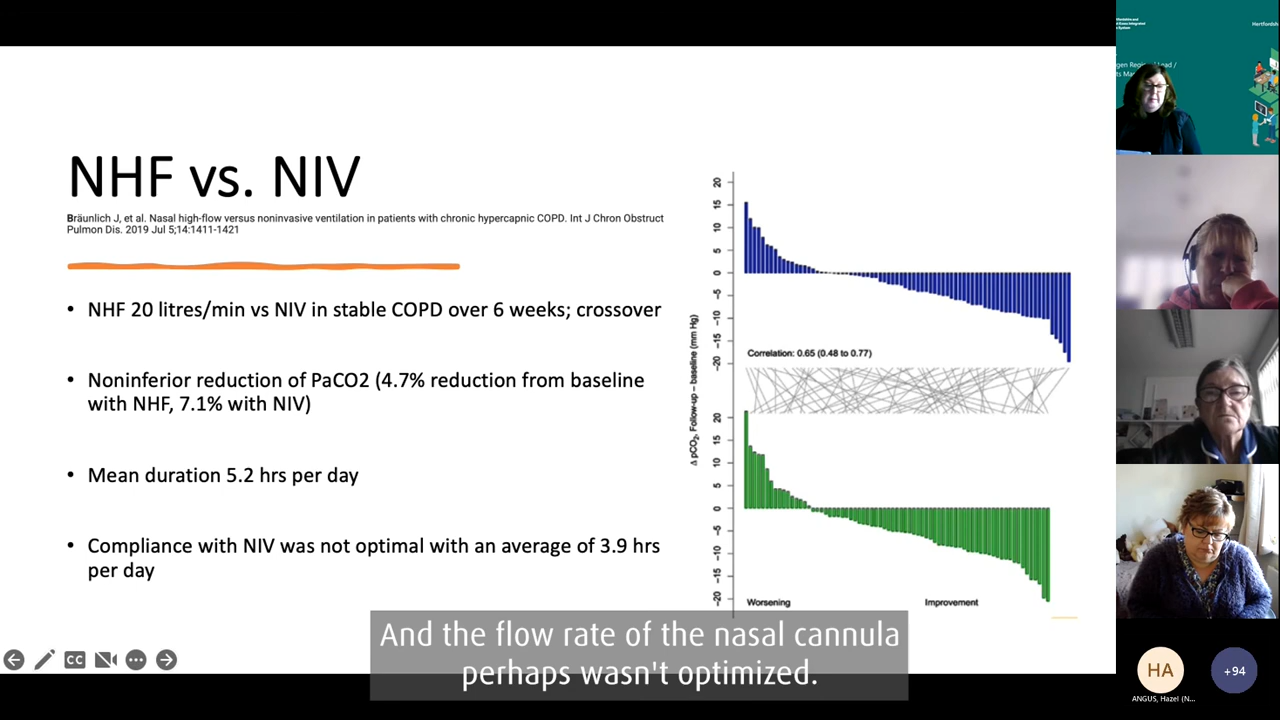 NHF vs. NIV
Bräunlich J, et al. Nasal high-flow versus noninvasive ventilation in patients with chronic hypercapnic COPD. Int J Chron Obstruct
Pulmon Dis. 2019 Jul 5;14:1411-1421
• NHF 20 litres/min vs NIV in stable COPD over 6 weeks; crossover
• Noninferior reduction of PaCO2 (4.7% reduction from baseline
with NHF, 7.1% with NIV)
• Mean duration 5.2 hrs per day
• Compliance with NIV was not optimal with an average of 3.9 hrs
per day
Δ pCO2, Follow-up – baseline (mm Hg)
20
15
10
5
0
-5
-10
-15
-20
Correlation: 0.65 (0.48 to 0.77)
20
15
10
5
0
-5
-10
-15
-20
Worsening
Improvement
CC
And the flow rate of the nasal cannula
perhaps wasn't optimized.
HA
+94
ANGUS, Hazel (N...